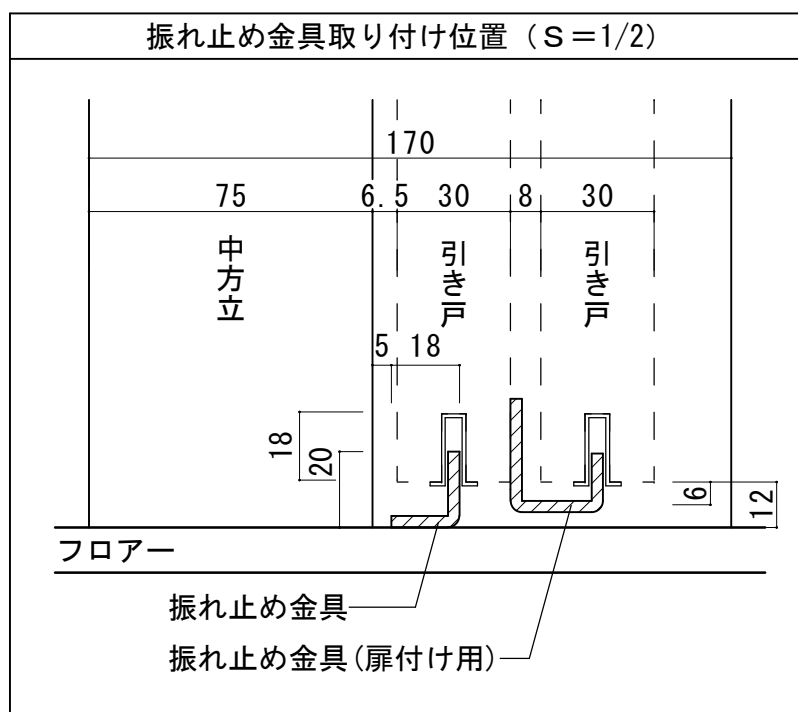 振れ止め金具取り付け位置（S＝1/2）
170
75
6.5
30
8
30
中方立
引き戸
引き戸
5
18
18
20
6
12
フロアー
振れ止め金具
振れ止め金具(扉付け用)